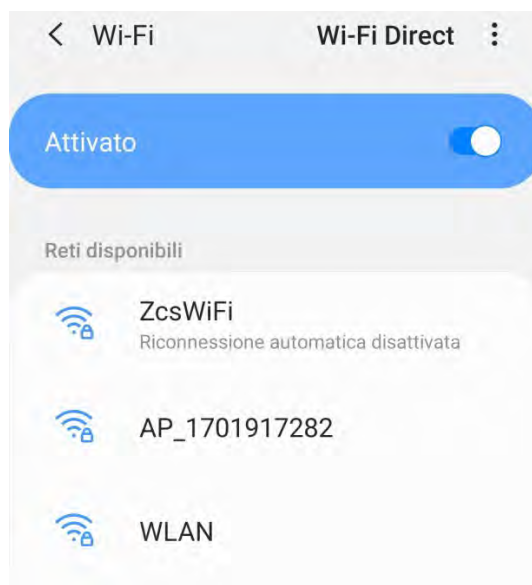 Wi-Fi Wi-Fi Direct
Attivato
Reti disponibili
ZcsWiFi
Riconnessione automatica disattivata
AP_1701917282
WLAN